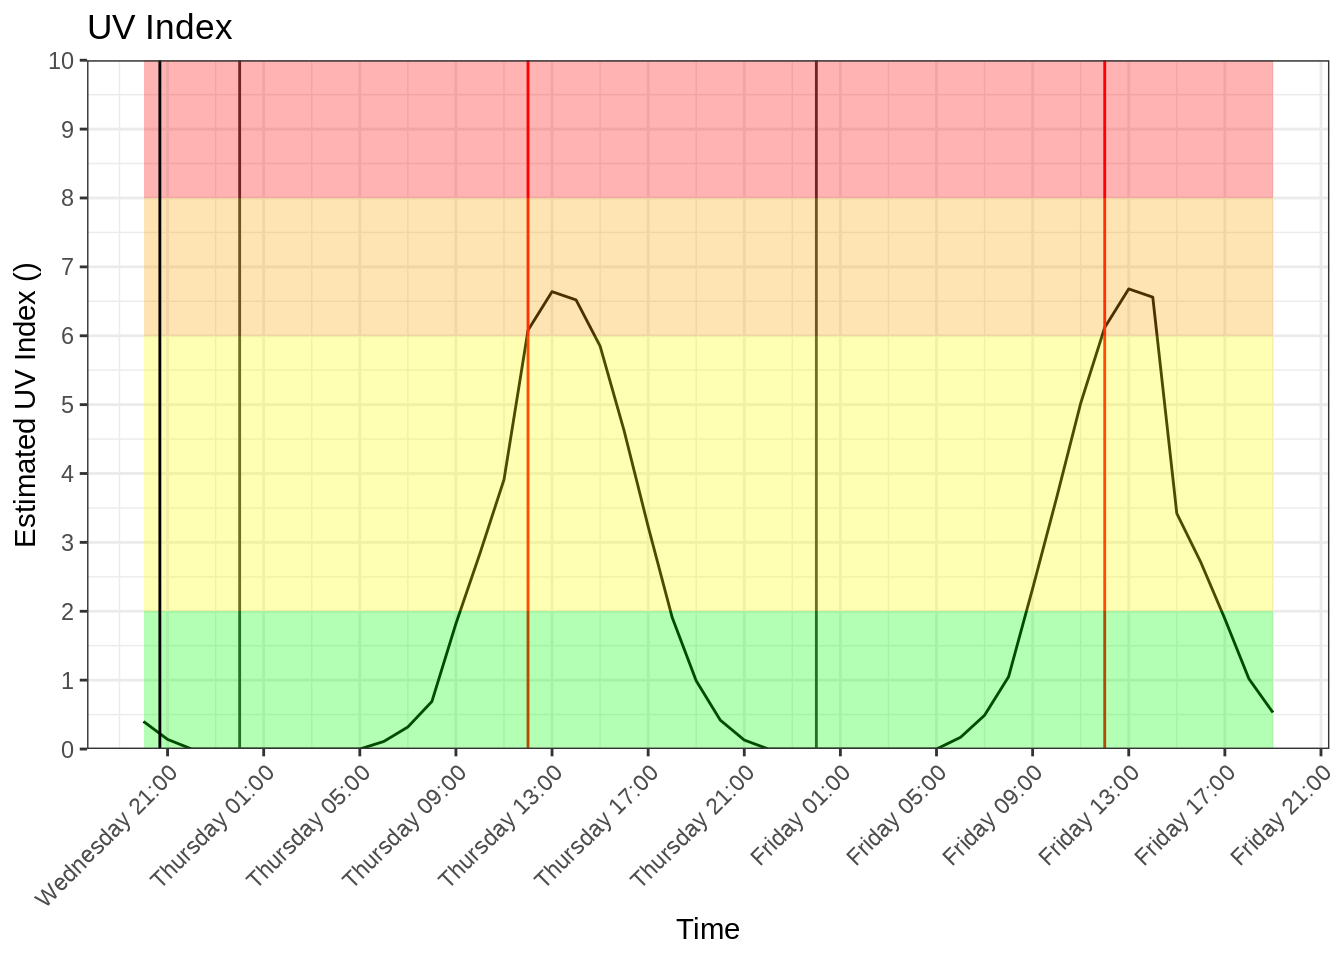 UV Index
Estimated UV Index ()
10
9
8
7
6
5
4
3
2
1
0
Wednesday 21:00
Thursday 01:00
Thursday 05:00
Thursday 09:00
Thursday 13:00
Thursday 17:00
Thursday 21:00
Friday 01:00
Friday 05:00
Friday 09:00
Friday 13:00
Friday 17:00
Friday 21:00
Time